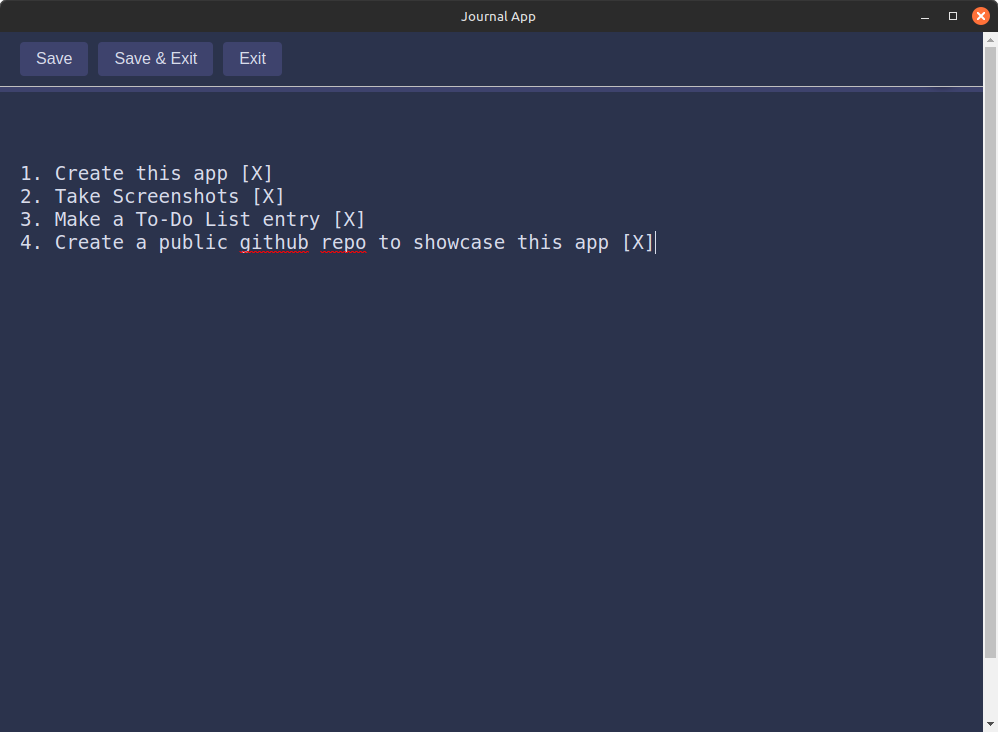 Journal App
Save Save & Exit Exit
1. Create this app [X]
2. Take Screenshots [X]
3. Make a To-Do List entry [X]
4. Create a public github repo to showcase this app [X]